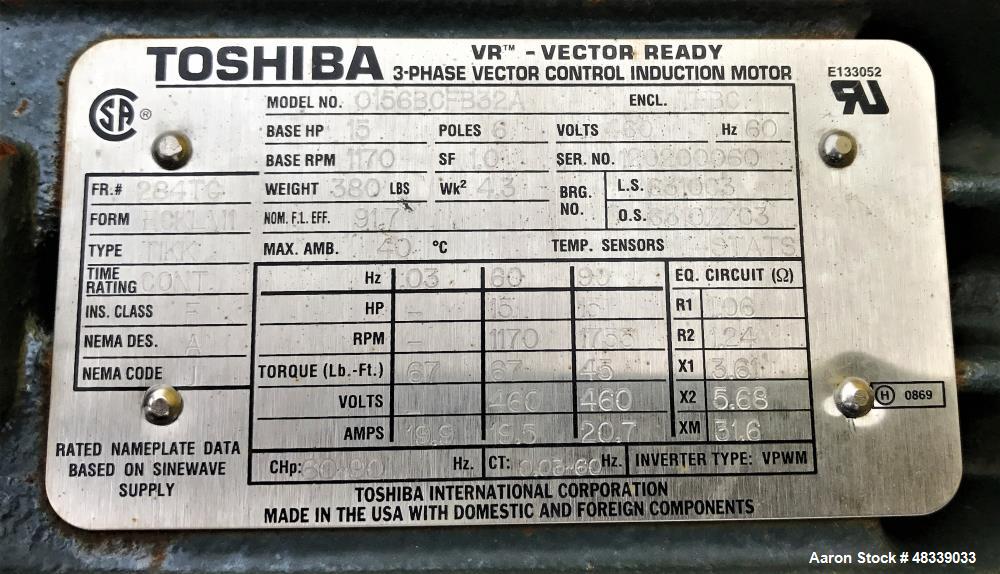 TOSHIBA
VR™ - VECTOR READY
3-PHASE VECTOR CONTROL INDUCTION MOTOR
E133052
MODEL NO. 0156BCFB32A ENCL.
BASE HP 15 POLES 6 VOLTS Hz 60
BASE RPM 1170 SF 1.0 SER. NO.
FR.# 284TC WEIGHT 380 LBS Wk² 4.3 BRG. NO. L.S.
FORM NOM. F.L. EFF. 91.7 O.S.
TYPE TIKK MAX. AMB. 40 °C TEMP. SENSORS STATS
TIME RATING CONT.
INS. CLASS F
NEMA DES. A
NEMA CODE J
Hz .03 60 90 EQ. CIRCUIT (Ω)
HP – 15 15 R1 .06
RPM – 1170 R2 .124
TORQUE (Lb.-Ft.) 67 67 45 X1 3.61
VOLTS 460 460 X2 5.68
AMPS 19.9 19.5 20.7 XM 31.6
CHp: 60-90 Hz. CT: 0.03-60 Hz. INVERTER TYPE: VPWM
RATED NAMEPLATE DATA
BASED ON SINEWAVE
SUPPLY
H 0869
TOSHIBA INTERNATIONAL CORPORATION
MADE IN THE USA WITH DOMESTIC AND FOREIGN COMPONENTS
Aaron Stock # 48339033